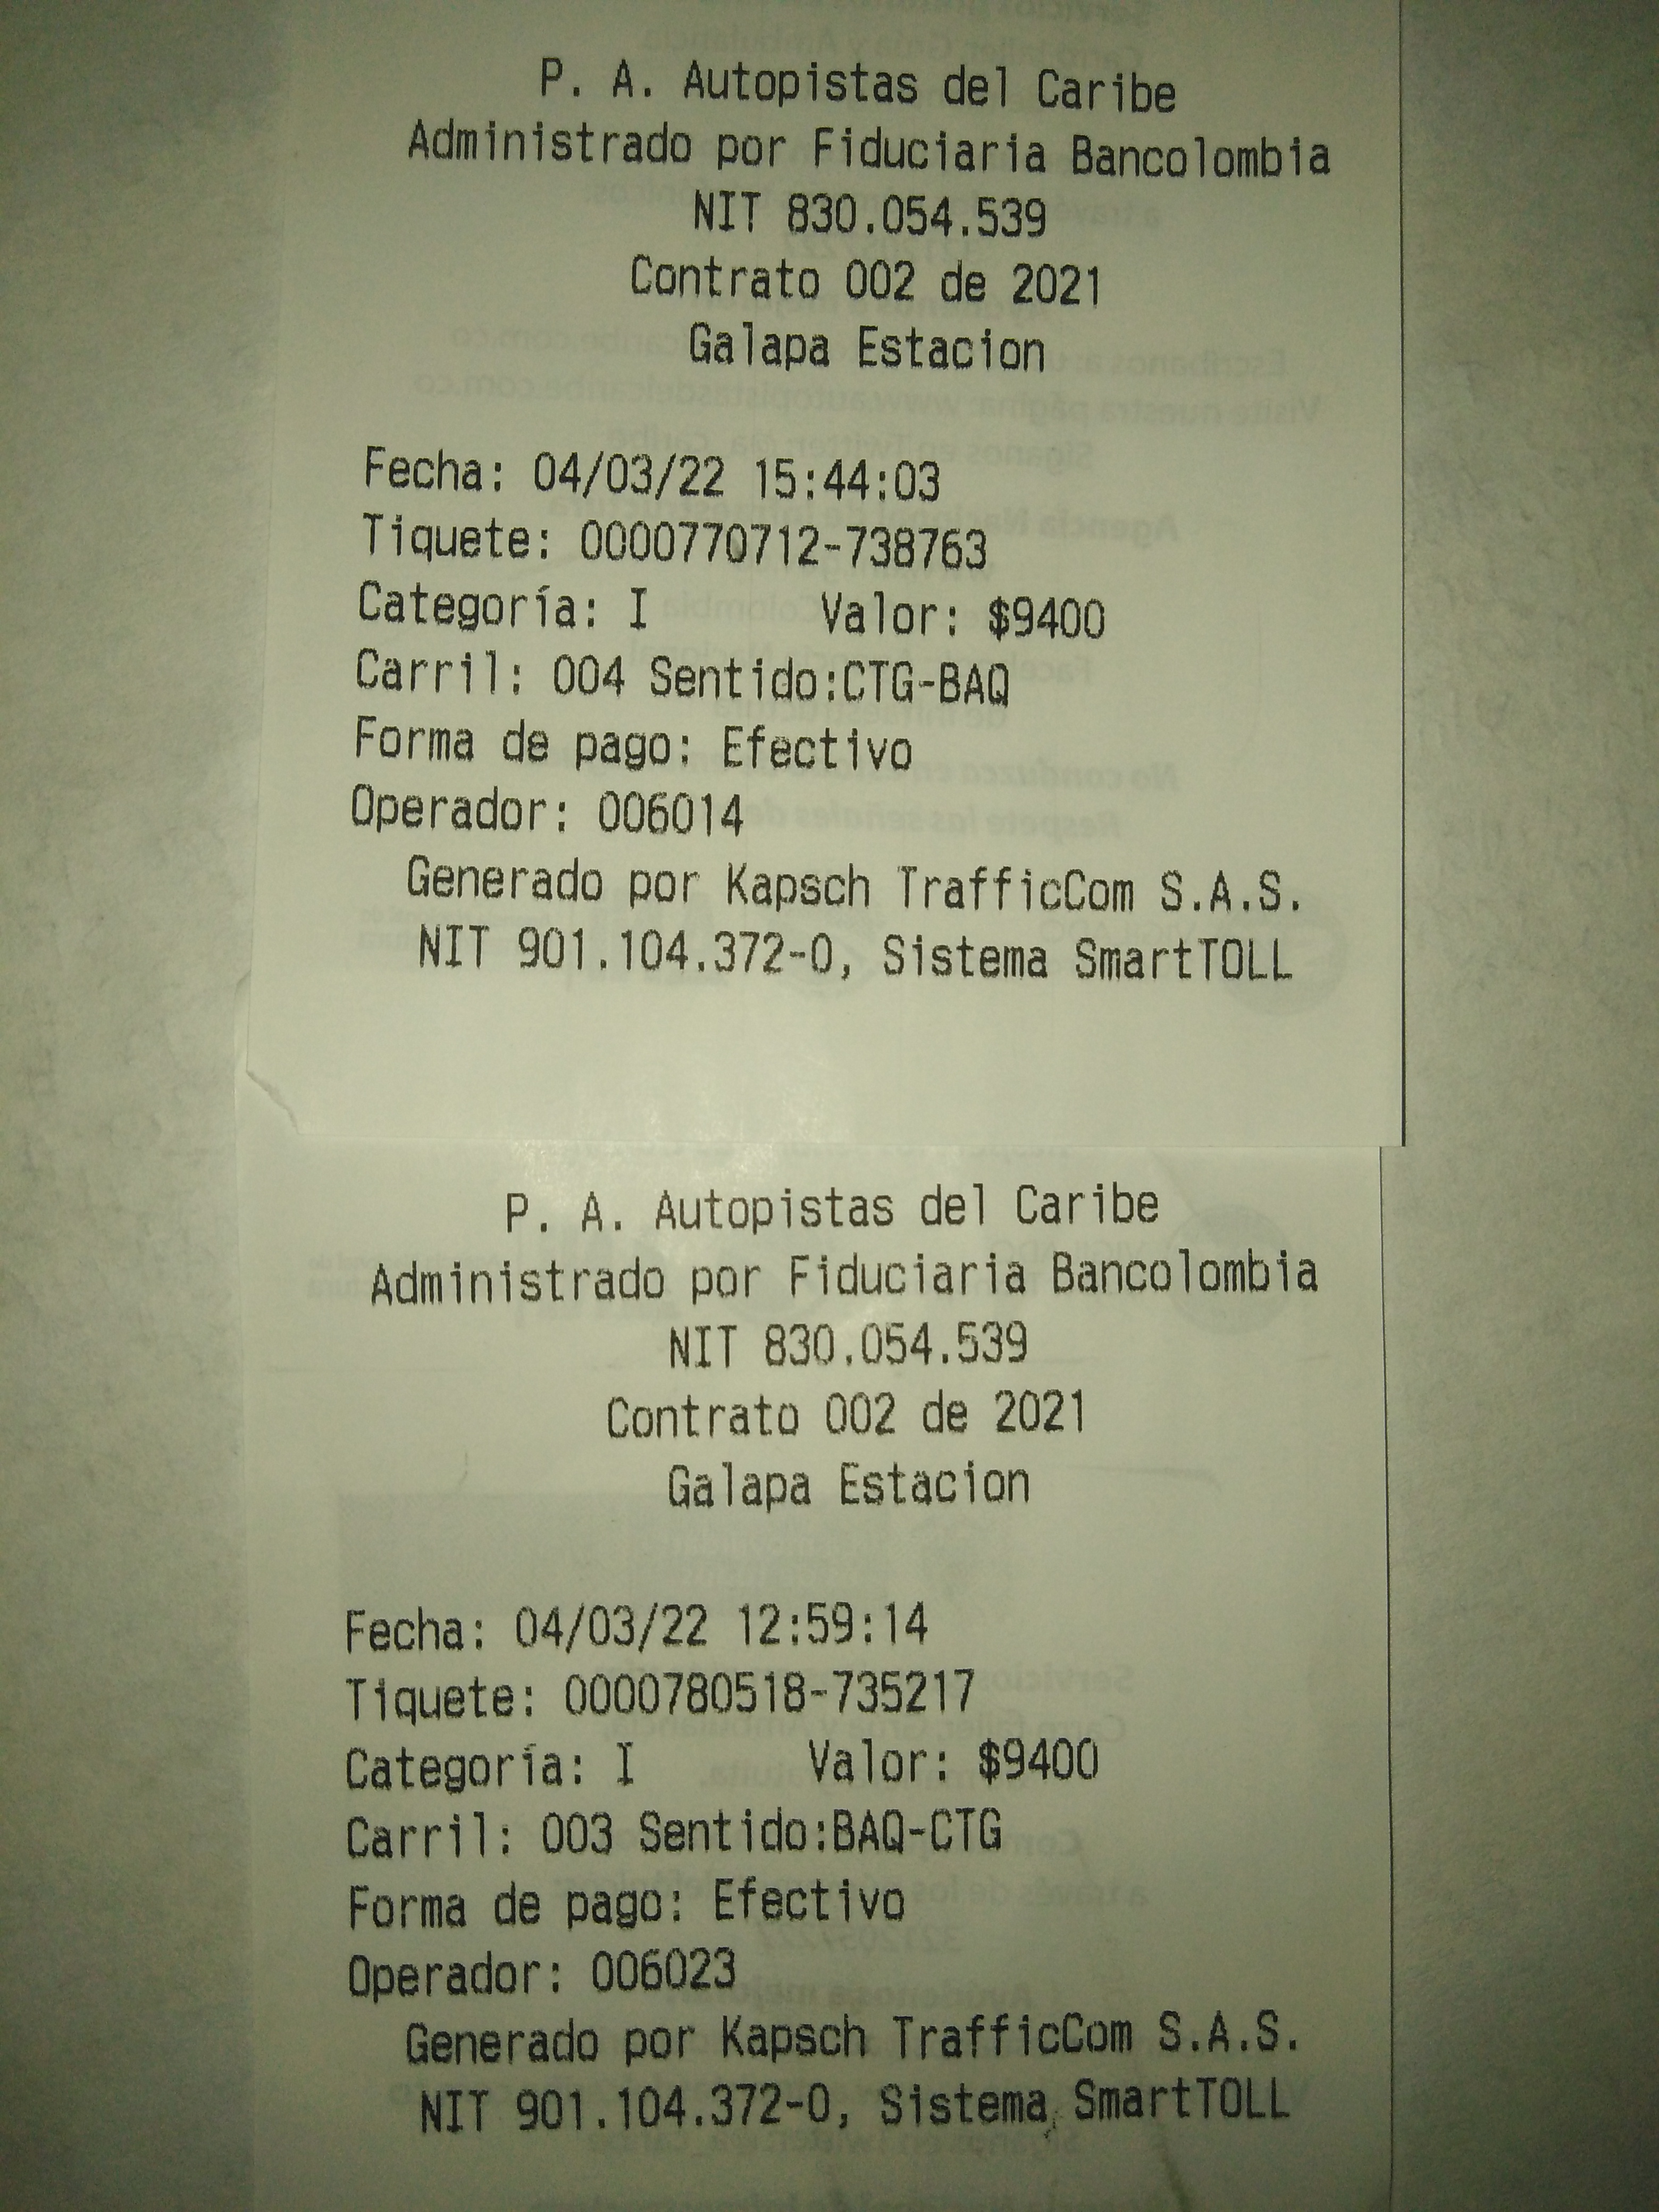 P. A. Autopistas del Caribe
Administrado por Fiduciaria Bancolombia
NIT 830.054.539
Contrato 002 de 2021
Galapa Estacion
Fecha: 04/03/22 15:44:03
Tiquete: 0000770712-738763
Categoría: I Valor: $9400
Carril: 004 Sentido:CTG-BAQ
Forma de pago: Efectivo
Operador: 006014
Generado por Kapsch TrafficCom S.A.S.
NIT 901.104.372-0, Sistema SmartTOLL
P. A. Autopistas del Caribe
Administrado por Fiduciaria Bancolombia
NIT 830.054.539
Contrato 002 de 2021
Galapa Estacion
Fecha: 04/03/22 12:59:14
Tiquete: 0000780518-735217
Categoría: I Valor: $9400
Carril: 003 Sentido:BAQ-CTG
Forma de pago: Efectivo
Operador: 006023
Generado por Kapsch TrafficCom S.A.S.
NIT 901.104.372-0, Sistema SmartTOLL